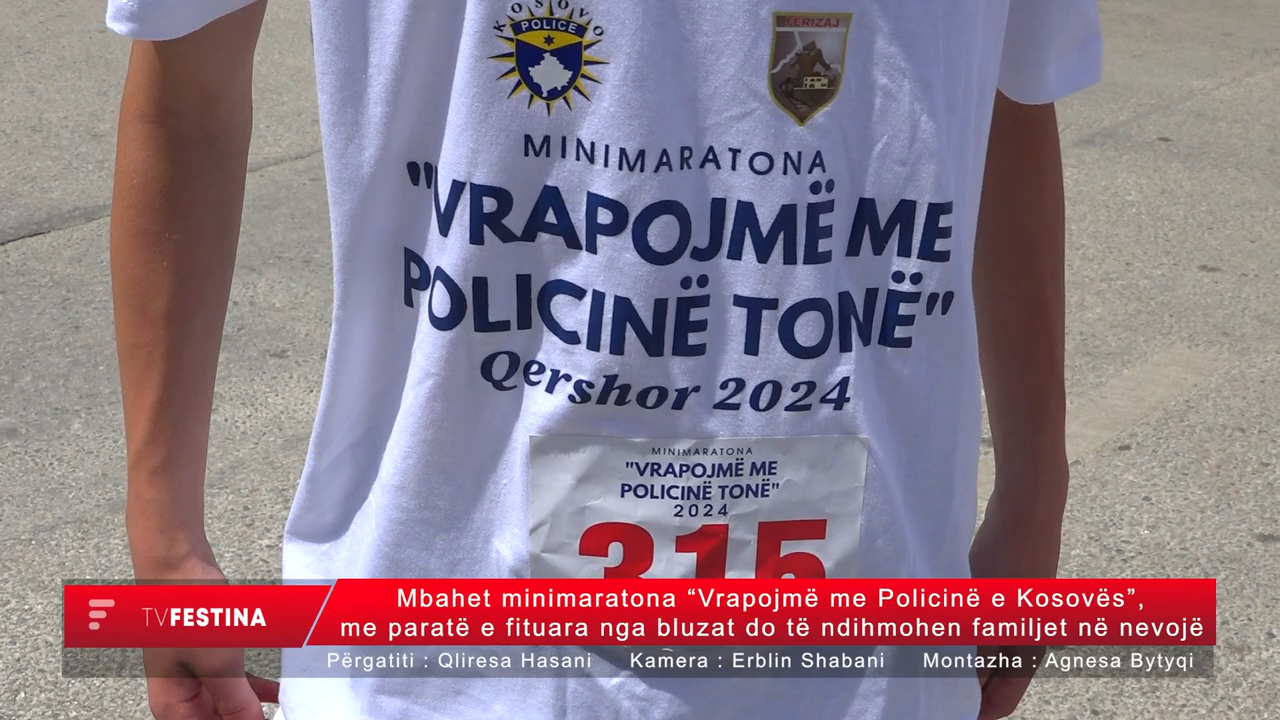 KOSOVO
POLICE
FERIZAJ
MINIMARATONA
"VRAPOJMË ME
POLICINË TONË"
Qershor 2024
MINIMARATONA
"VRAPOJMË ME
POLICINË TONË"
2024
315
TVFESTINA
Mbahet minimaratona “Vrapojmë me Policinë e Kosovës”,
me paratë e fituara nga bluzat do të ndihmohen familjet në nevojë
Përgatiti : Qliresa Hasani Kamera : Erblin Shabani Montazha : Agnesa Bytyqi